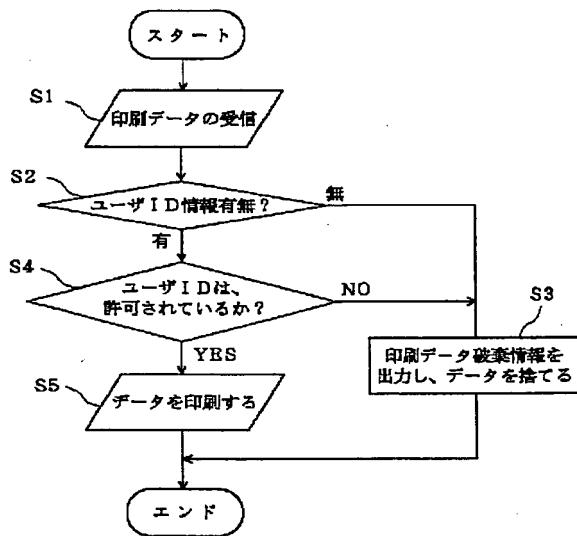 スタート
S1
印刷データの受信
S2
ユーザID情報有無?
無
有
S4
ユーザIDは、
許可されているか?
NO
S3
印刷データ破棄情報を
出力し、データを捨てる
YES
S5
データを印刷する
エンド